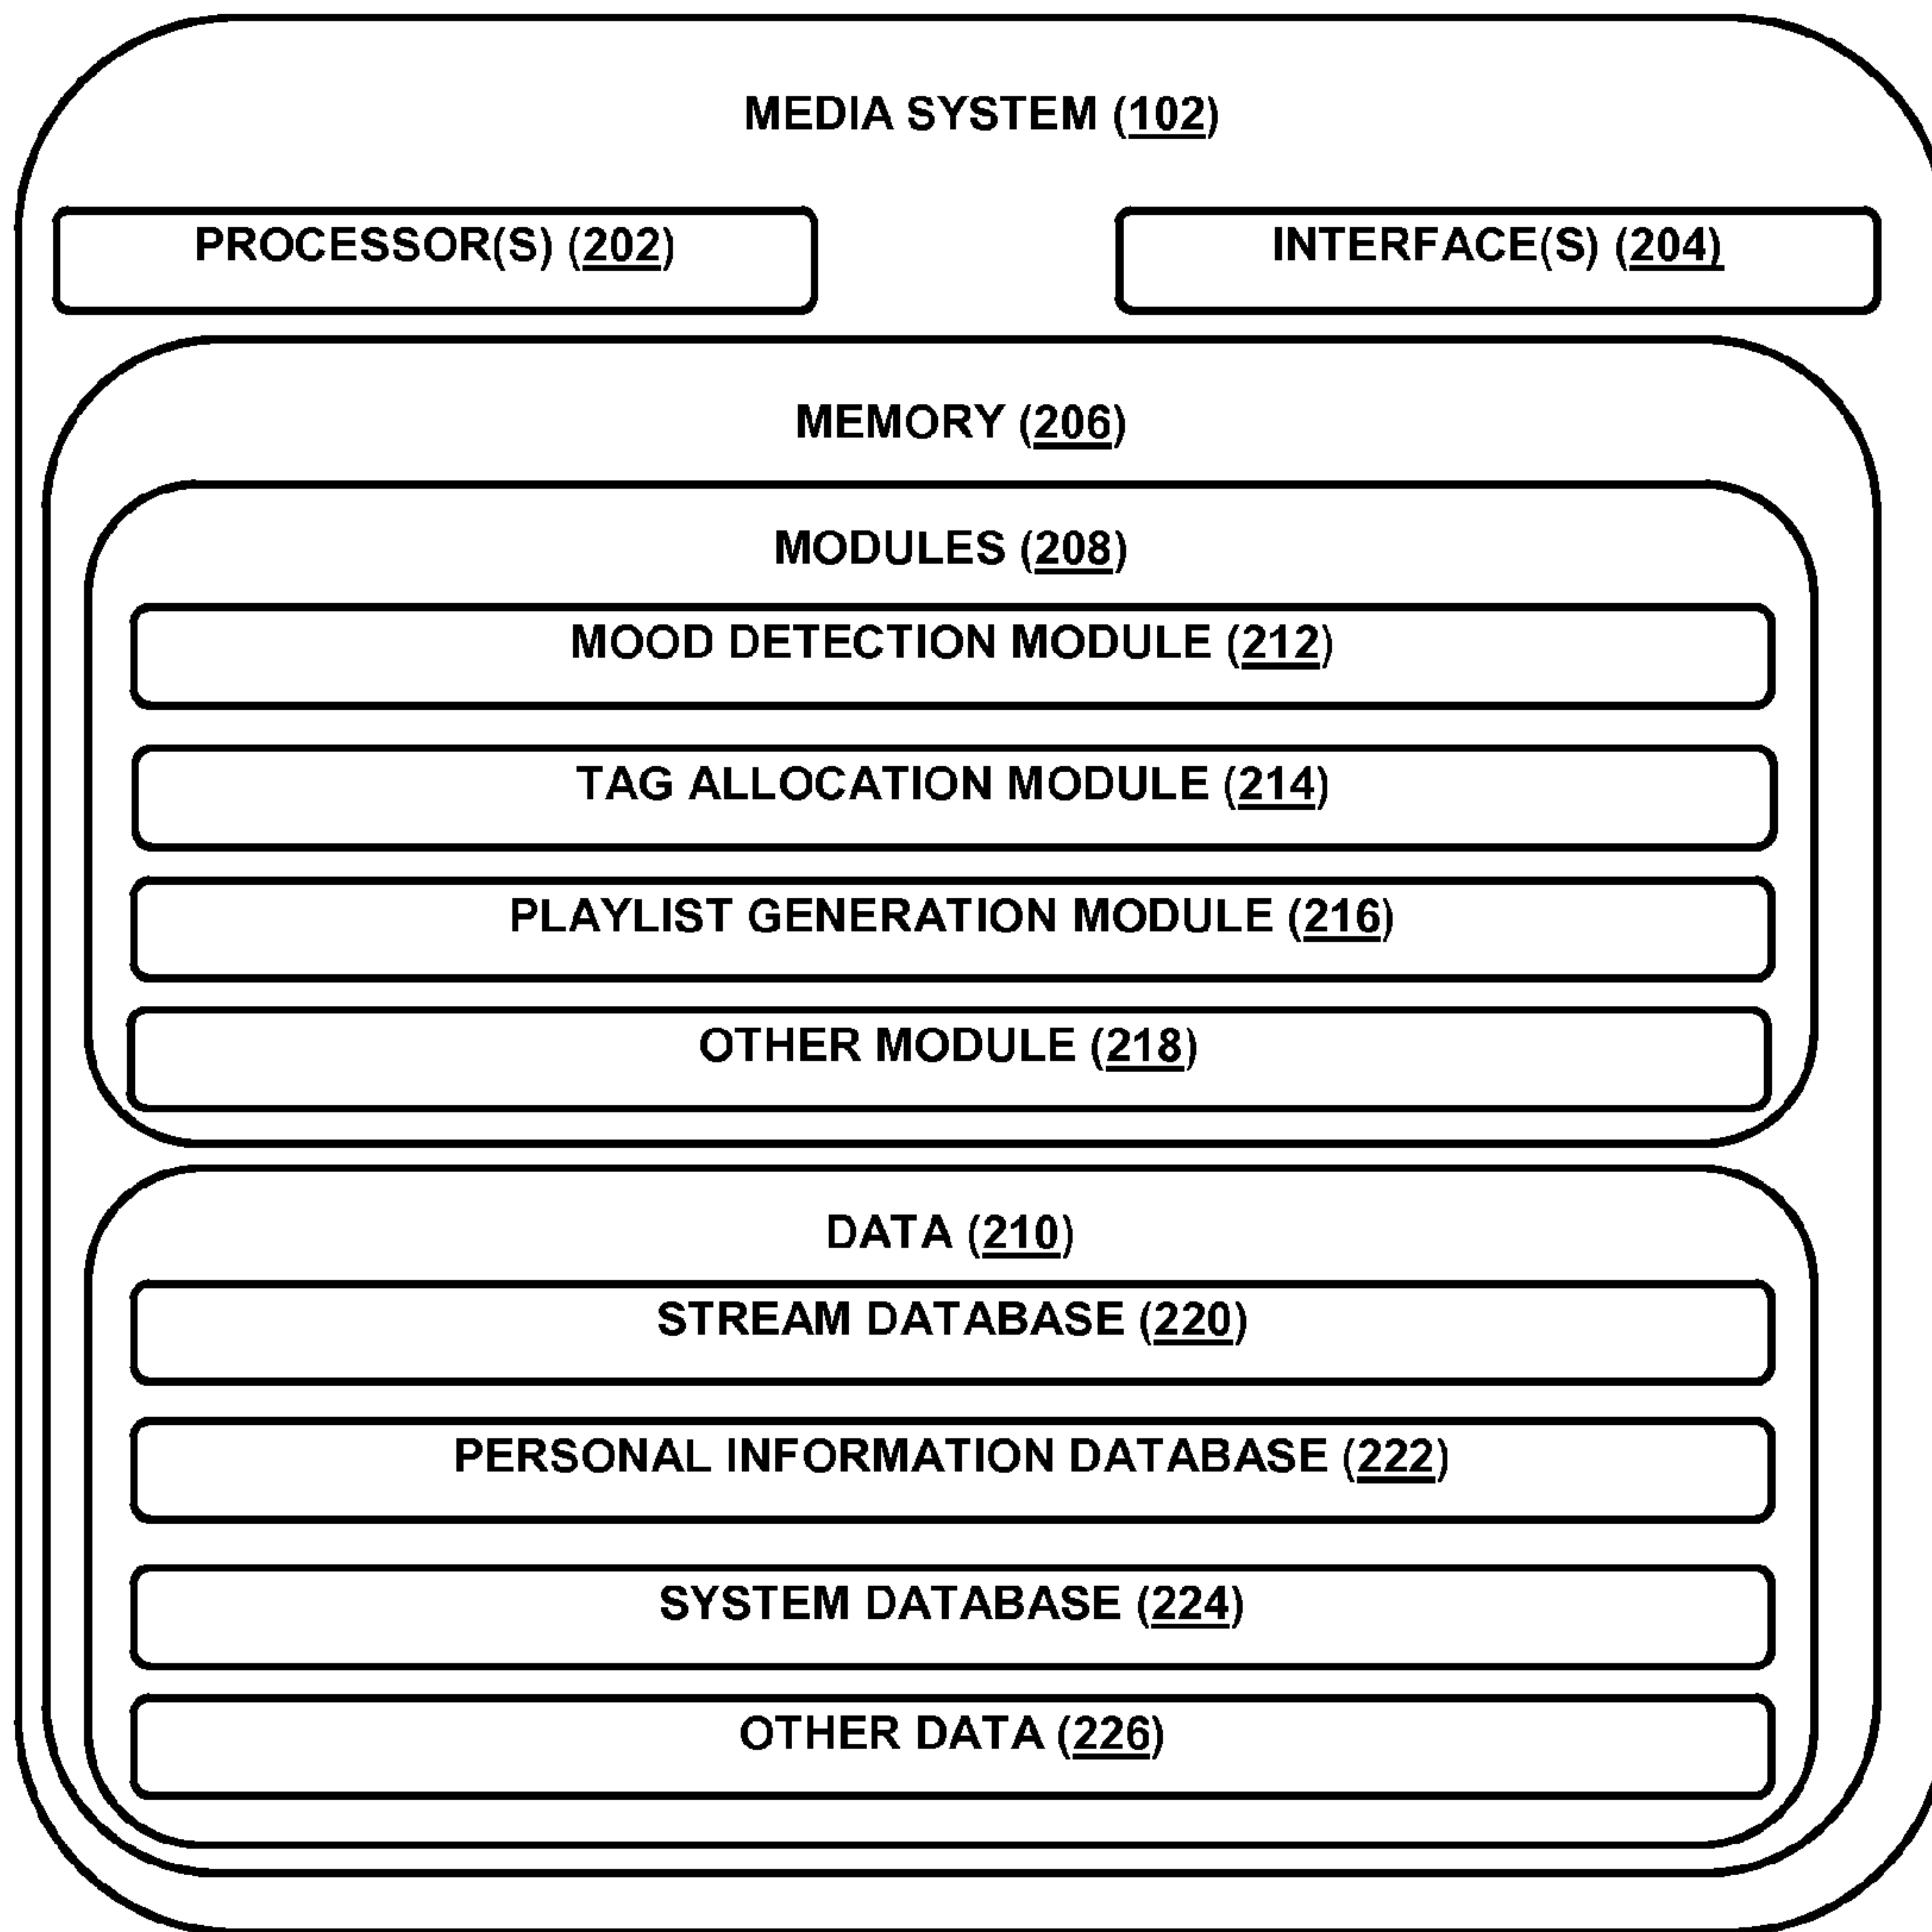 MEDIA SYSTEM (102)
PROCESSOR(S) (202)
INTERFACE(S) (204)
MEMORY (206)
MODULES (208)
MOOD DETECTION MODULE (212)
TAG ALLOCATION MODULE (214)
PLAYLIST GENERATION MODULE (216)
OTHER MODULE (218)
DATA (210)
STREAM DATABASE (220)
PERSONAL INFORMATION DATABASE (222)
SYSTEM DATABASE (224)
OTHER DATA (226)